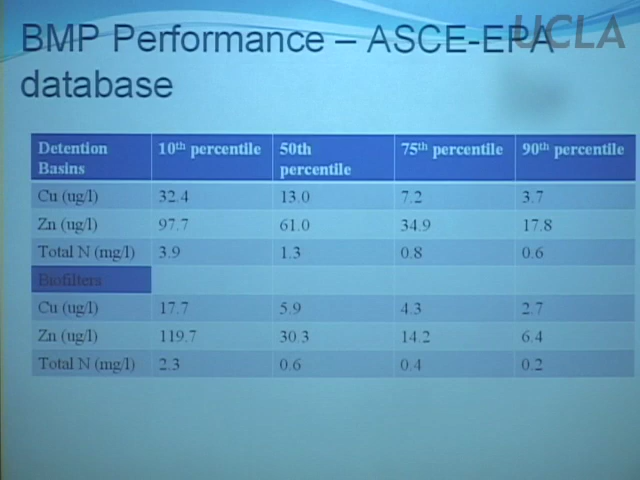 UCLA
BMP Performance – ASCE-EPA
database
Detention Basins 10th percentile 50th percentile 75th percentile 90th percentile
Cu (ug/l) 32.4 13.0 7.2 3.7
Zn (ug/l) 97.7 61.0 34.9 17.8
Total N (mg/l) 3.9 1.3 0.8 0.6
Biofilters
Cu (ug/l) 17.7 5.9 4.3 2.7
Zn (ug/l) 119.7 30.3 14.2 6.4
Total N (mg/l) 2.3 0.6 0.4 0.2